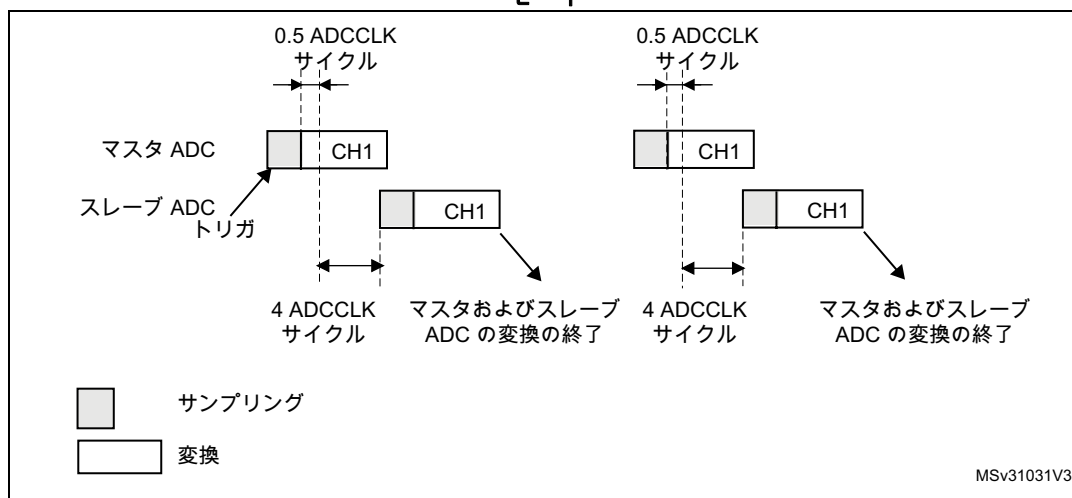 0.5 ADCCLK
サイクル
0.5 ADCCLK
サイクル
マスタ ADC
CH1
CH1
スレーブ ADC
トリガ
CH1
CH1
4 ADCCLK
サイクル
マスタおよびスレーブ
ADC の変換の終了
4 ADCCLK
サイクル
マスタおよびスレーブ
ADC の変換の終了
サンプリング
変換
MSv31031V3